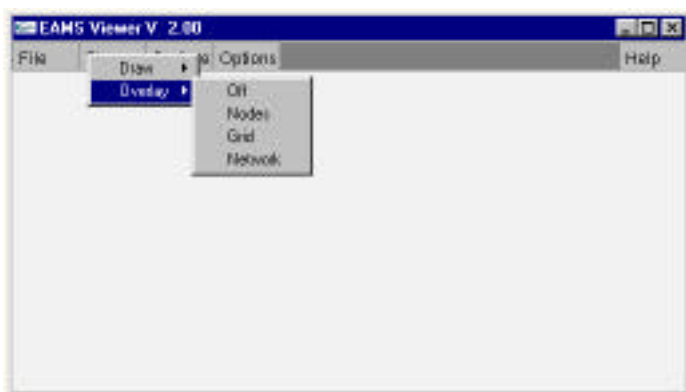 EAMS Viewer V 2.00
File Options Help
Draw
Overlay Off
Nodes
Grid
Network